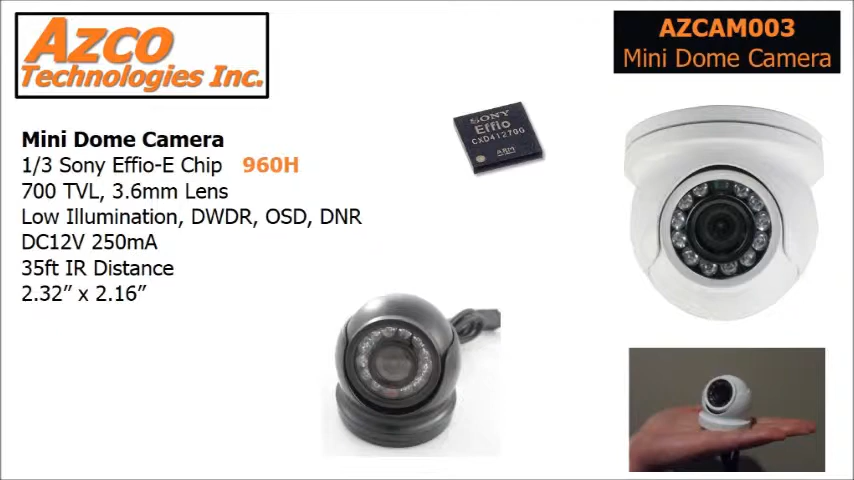 Azco
Technologies Inc.
AZCAM003
Mini Dome Camera
Mini Dome Camera
1/3 Sony Effio-E Chip 960H
700 TVL, 3.6mm Lens
Low Illumination, DWDR, OSD, DNR
DC12V 250mA
35ft IR Distance
2.32” x 2.16”
SONY
Effio
CXD4127GG
ARM